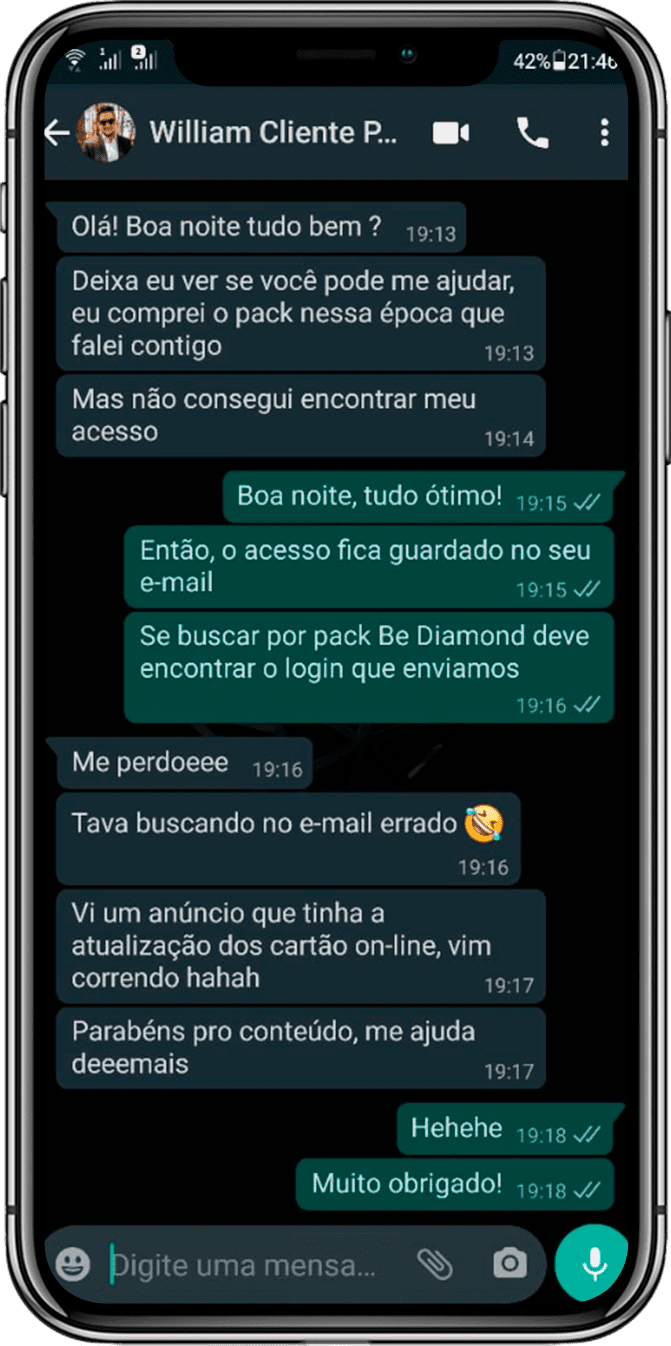 1 2 42% 21:46
William Cliente P...
Olá! Boa noite tudo bem ? 19:13
Deixa eu ver se você pode me ajudar,
eu comprei o pack nessa época que
falei contigo 19:13
Mas não consegui encontrar meu
acesso 19:14
Boa noite, tudo ótimo! 19:15
Então, o acesso fica guardado no seu
e-mail 19:15
Se buscar por pack Be Diamond deve
encontrar o login que enviamos
19:16
Me perdoeee 19:16
Tava buscando no e-mail errado 🤣
19:16
Vi um anúncio que tinha a
atualização dos cartão on-line, vim
correndo hahah 19:17
Parabéns pro conteúdo, me ajuda
deeemais 19:17
Hehehe 19:18
Muito obrigado! 19:18
Digite uma mensa...